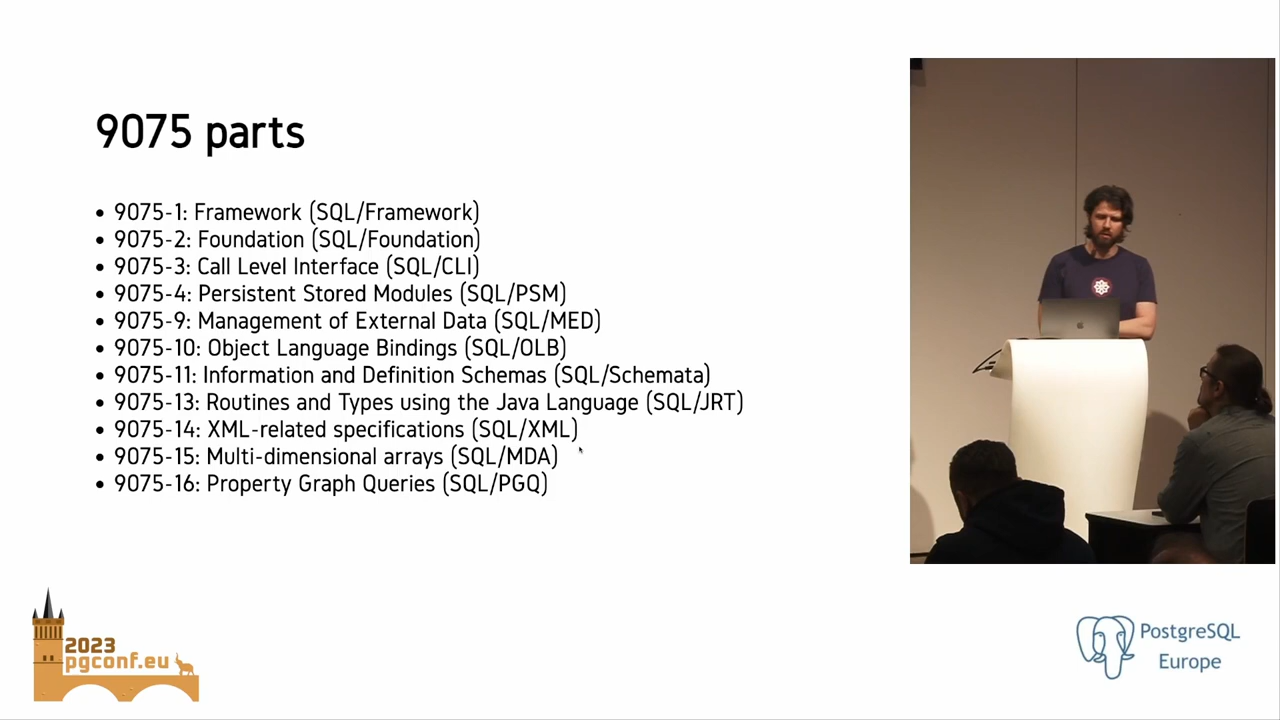 9075 parts
• 9075-1: Framework (SQL/Framework)
• 9075-2: Foundation (SQL/Foundation)
• 9075-3: Call Level Interface (SQL/CLI)
• 9075-4: Persistent Stored Modules (SQL/PSM)
• 9075-9: Management of External Data (SQL/MED)
• 9075-10: Object Language Bindings (SQL/OLB)
• 9075-11: Information and Definition Schemas (SQL/Schemata)
• 9075-13: Routines and Types using the Java Language (SQL/JRT)
• 9075-14: XML-related specifications (SQL/XML)
• 9075-15: Multi-dimensional arrays (SQL/MDA)
• 9075-16: Property Graph Queries (SQL/PGQ)
2023
pgconf.eu
PostgreSQL
Europe